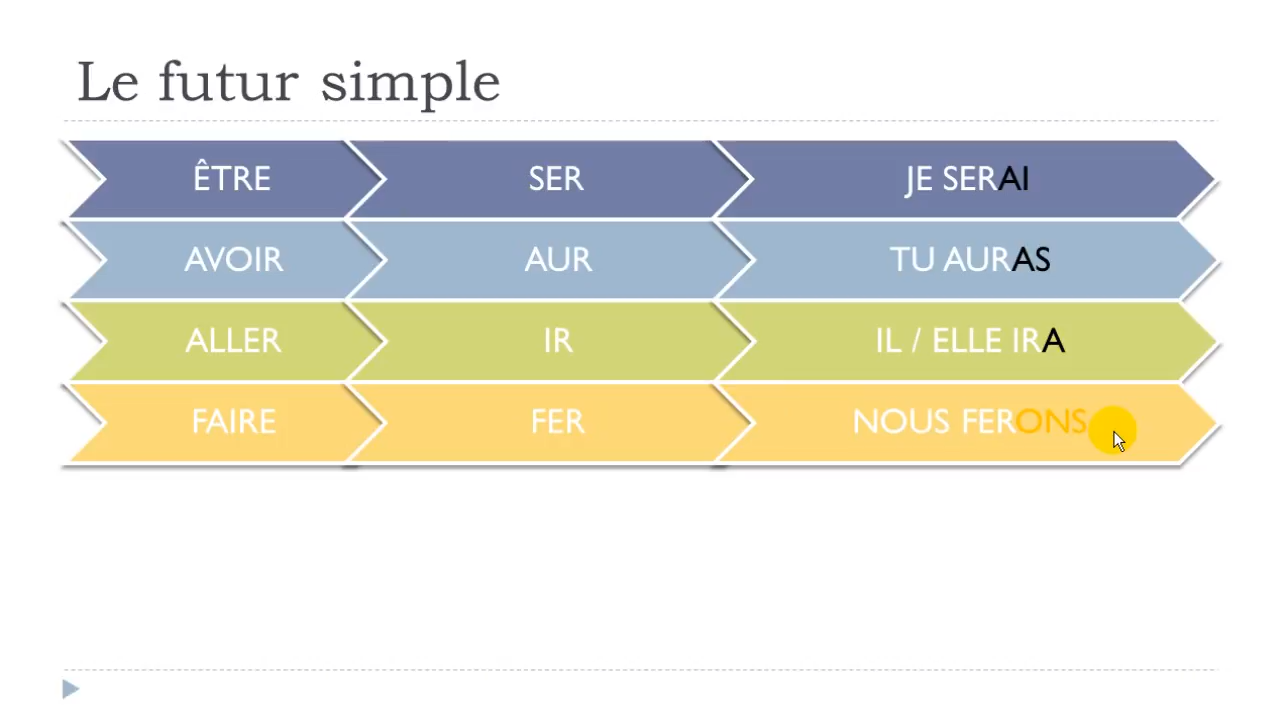 Le futur simple
ÊTRE SER JE SERAI
AVOIR AUR TU AURAS
ALLER IR IL / ELLE IRA
FAIRE FER NOUS FERONS